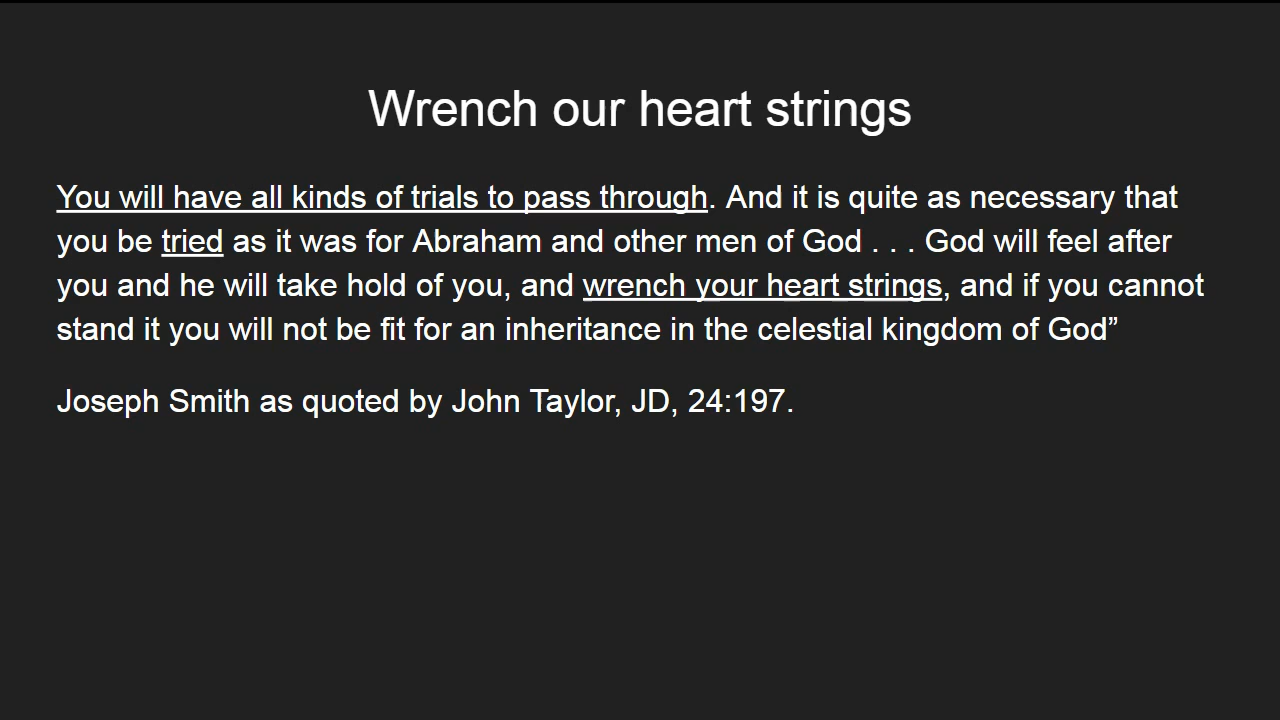 Wrench our heart strings
You will have all kinds of trials to pass through. And it is quite as necessary that
you be tried as it was for Abraham and other men of God . . . God will feel after
you and he will take hold of you, and wrench your heart strings, and if you cannot
stand it you will not be fit for an inheritance in the celestial kingdom of God”
Joseph Smith as quoted by John Taylor, JD, 24:197.